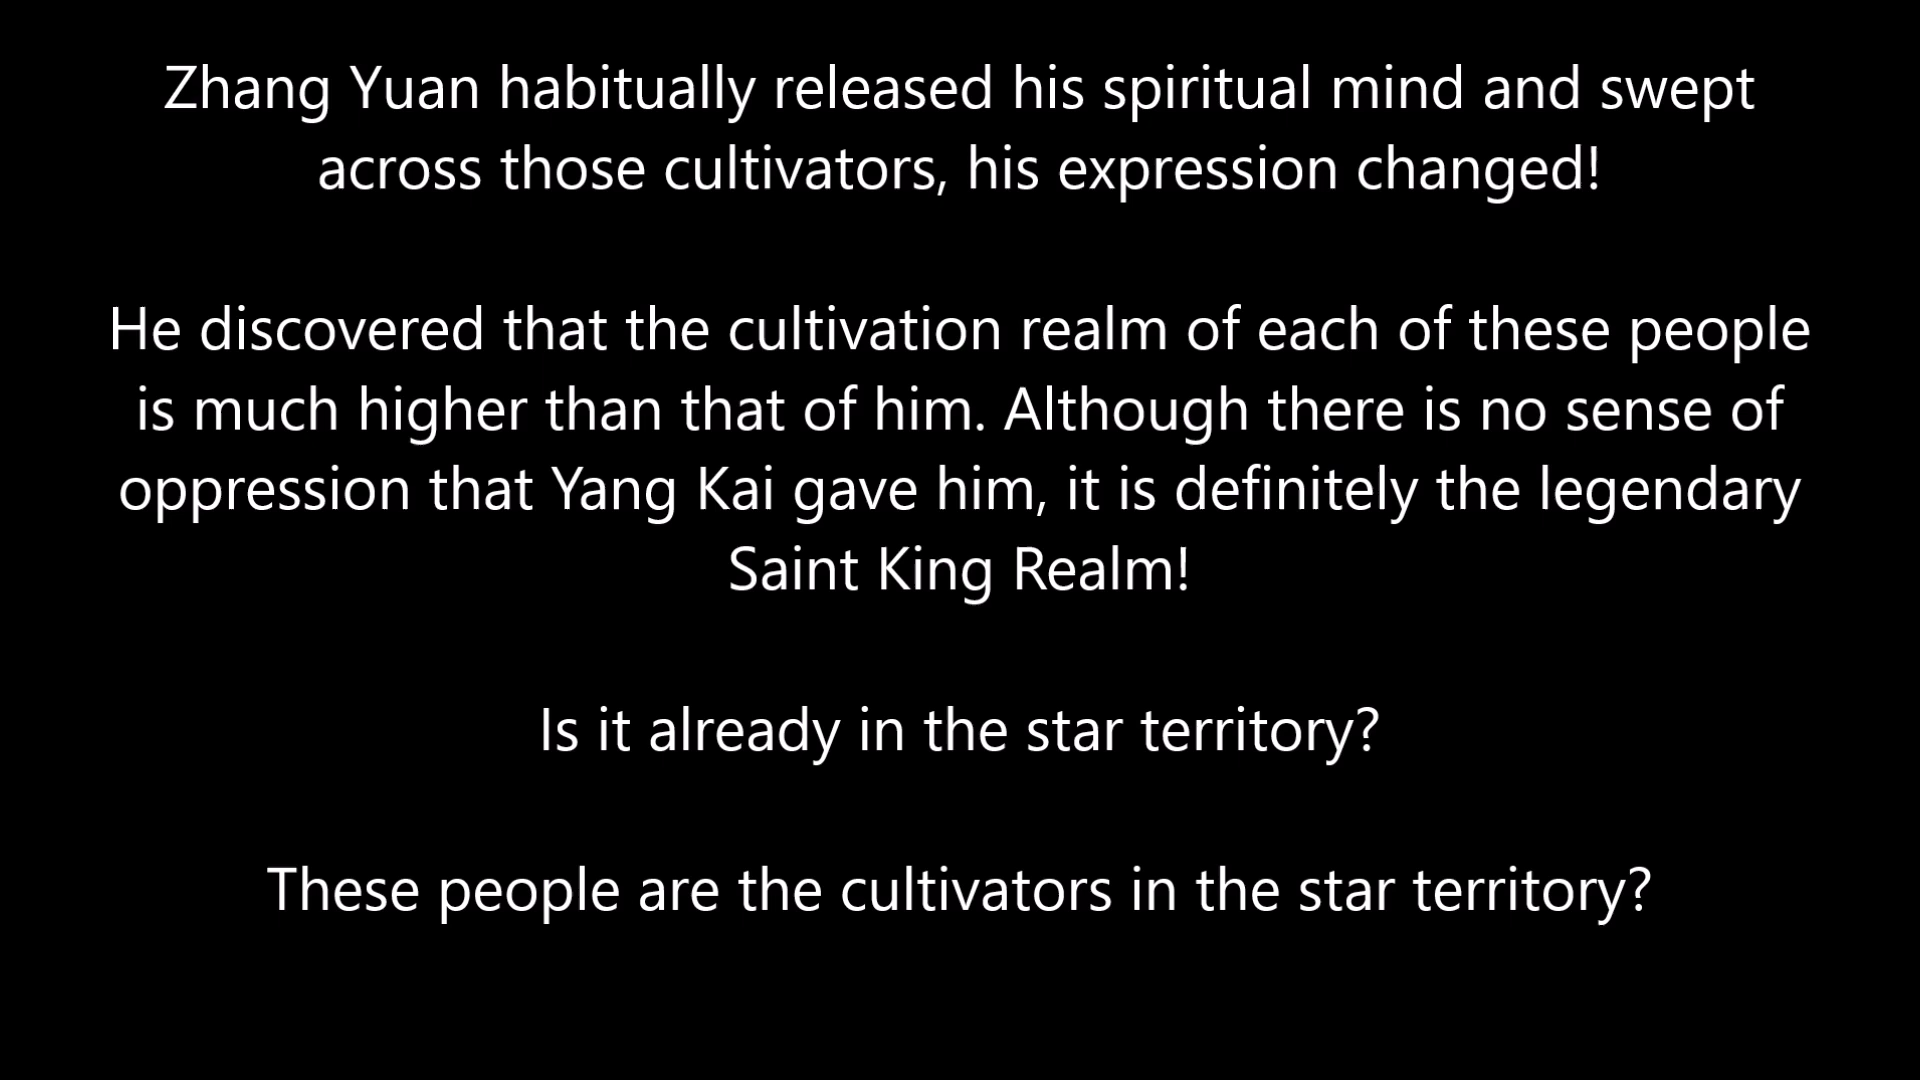 Zhang Yuan habitually released his spiritual mind and swept
across those cultivators, his expression changed!
He discovered that the cultivation realm of each of these people
is much higher than that of him. Although there is no sense of
oppression that Yang Kai gave him, it is definitely the legendary
Saint King Realm!
Is it already in the star territory?
These people are the cultivators in the star territory?